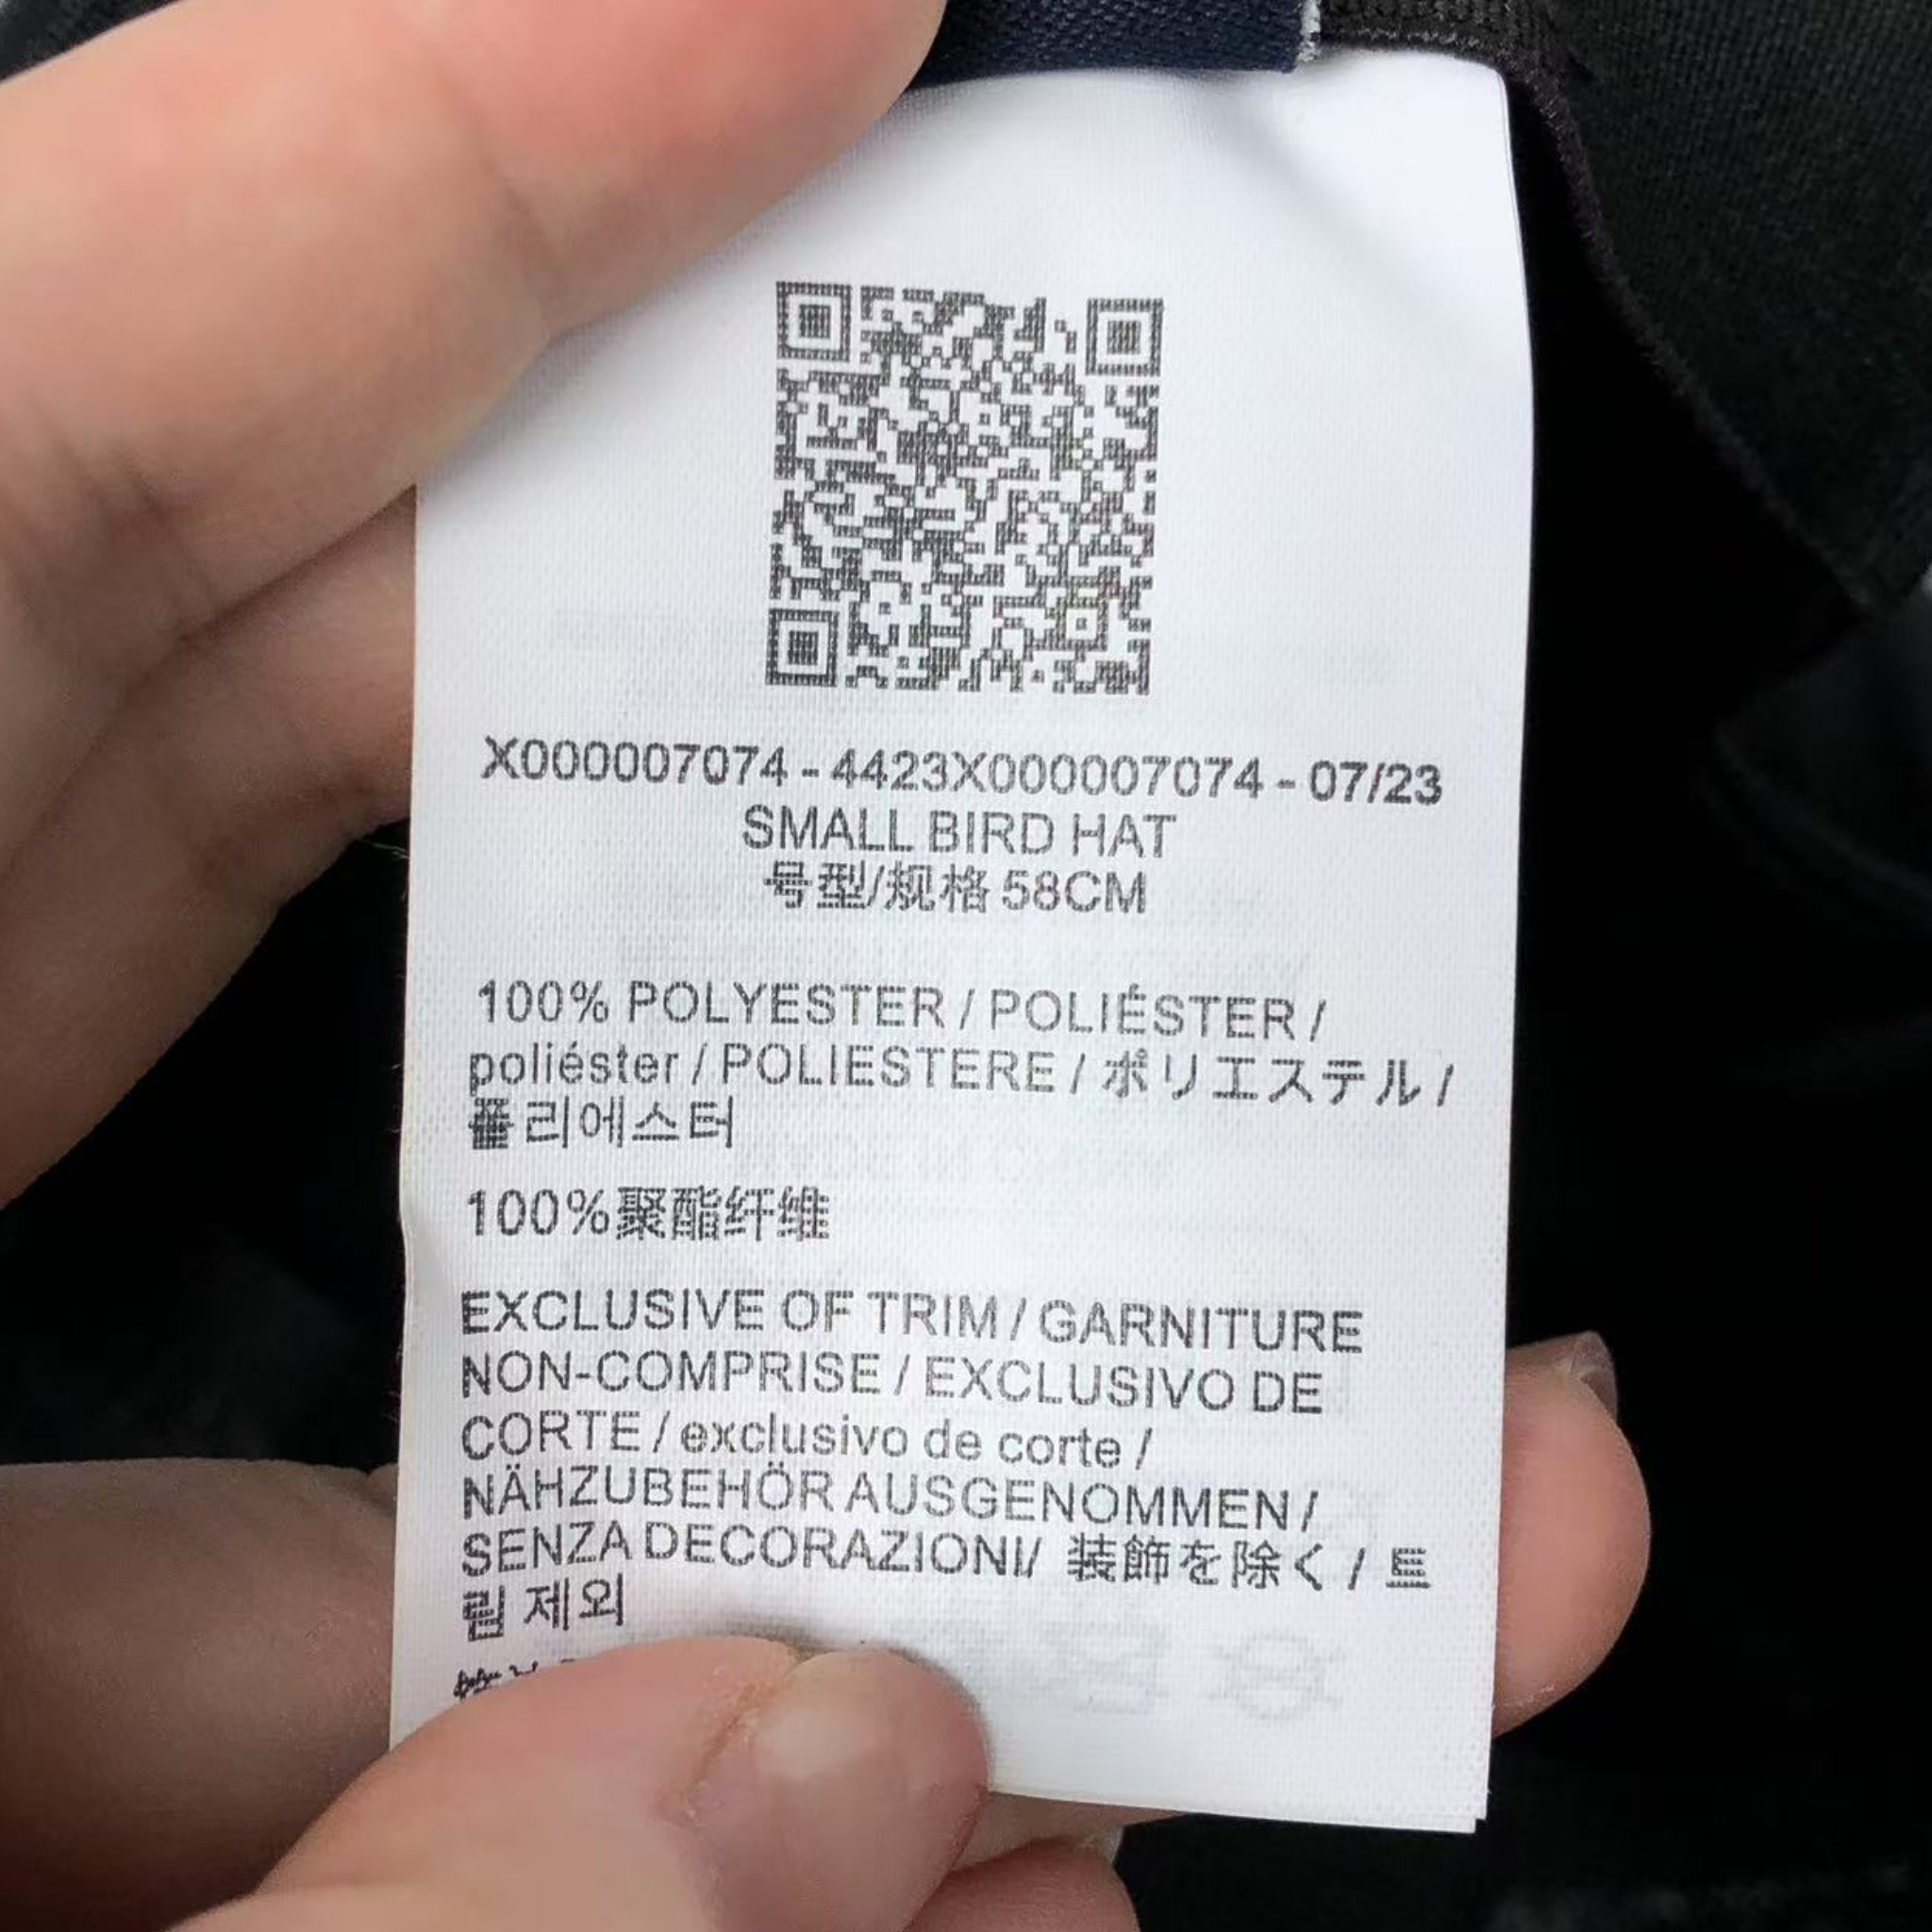 X000007074 - 4423X000007074 - 07/23
SMALL BIRD HAT
号型/规格 58CM
100% POLYESTER / POLIÉSTER /
poliéster / POLIESTERE / ポリエステル /
폴리에스터
100%聚酯纤维
EXCLUSIVE OF TRIM / GARNITURE
NON-COMPRISE / EXCLUSIVO DE
CORTE / exclusivo de corte /
NÄHZUBEHÖR AUSGENOMMEN /
SENZA DECORAZIONI/ 装飾を除く / 트
림 제외